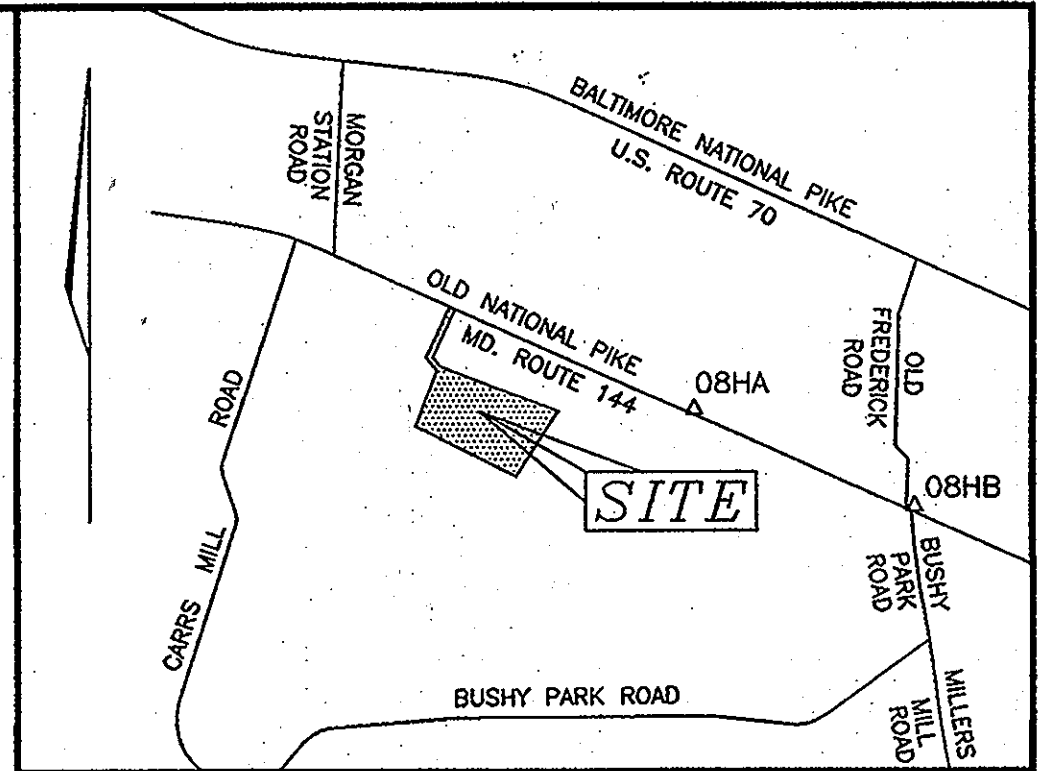 BALTIMORE NATIONAL PIKE
U.S. ROUTE 70
MORGAN
STATION
ROAD
OLD NATIONAL PIKE
MD. ROUTE 144
OLD
FREDERICK
ROAD
08HA
ROAD
SITE
08HB
CARRS MILL
BUSHY
PARK
ROAD
BUSHY PARK ROAD
MILLERS
MILL
ROAD